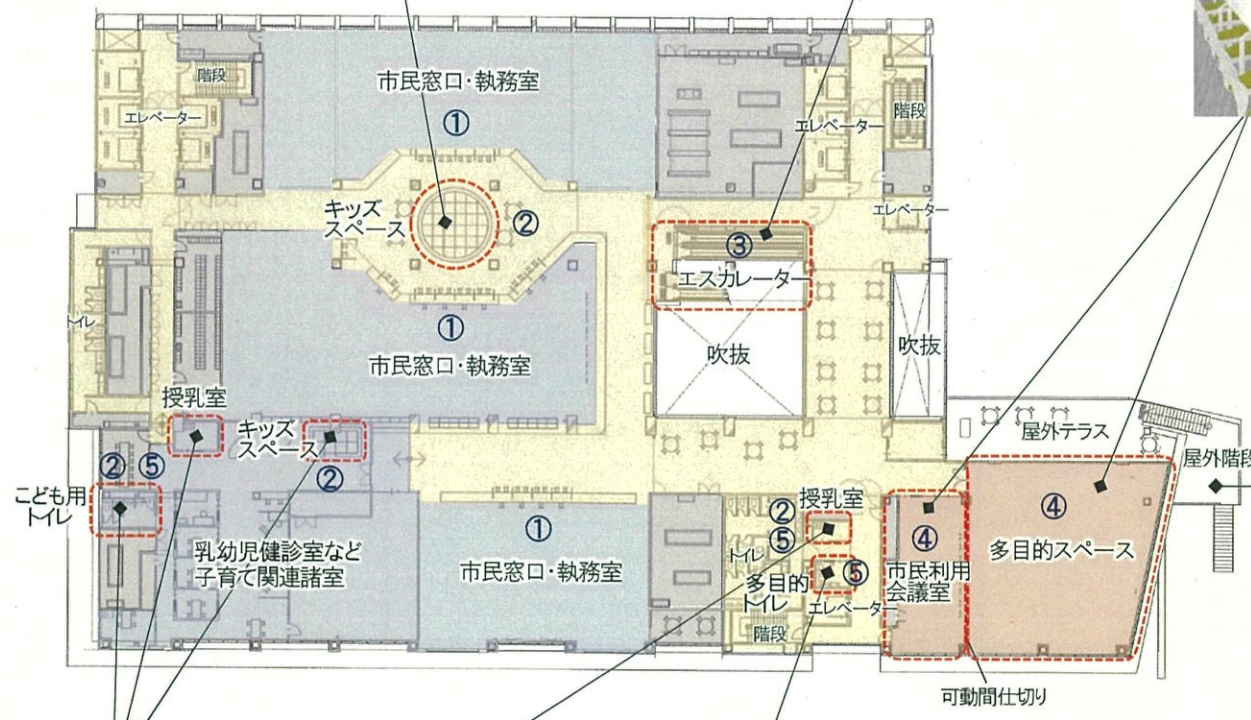 階段
市民窓口・執務室
①
エレベーター
エレベーター
階段
キッズ
スペース
②
エレベーター
③
エスカレーター
トイレ
①
市民窓口・執務室
吹抜
吹抜
授乳室
キッズ
スペース
②
② ⑤
こども用
トイレ
屋外テラス
屋外階段
乳幼児健診室など
子育て関連諸室
①
市民窓口・執務室
授乳室
②
⑤
トイレ
多目的
トイレ
⑤
エレベーター
階段
④
市民利用
会議室
④
多目的スペース
可動間仕切り